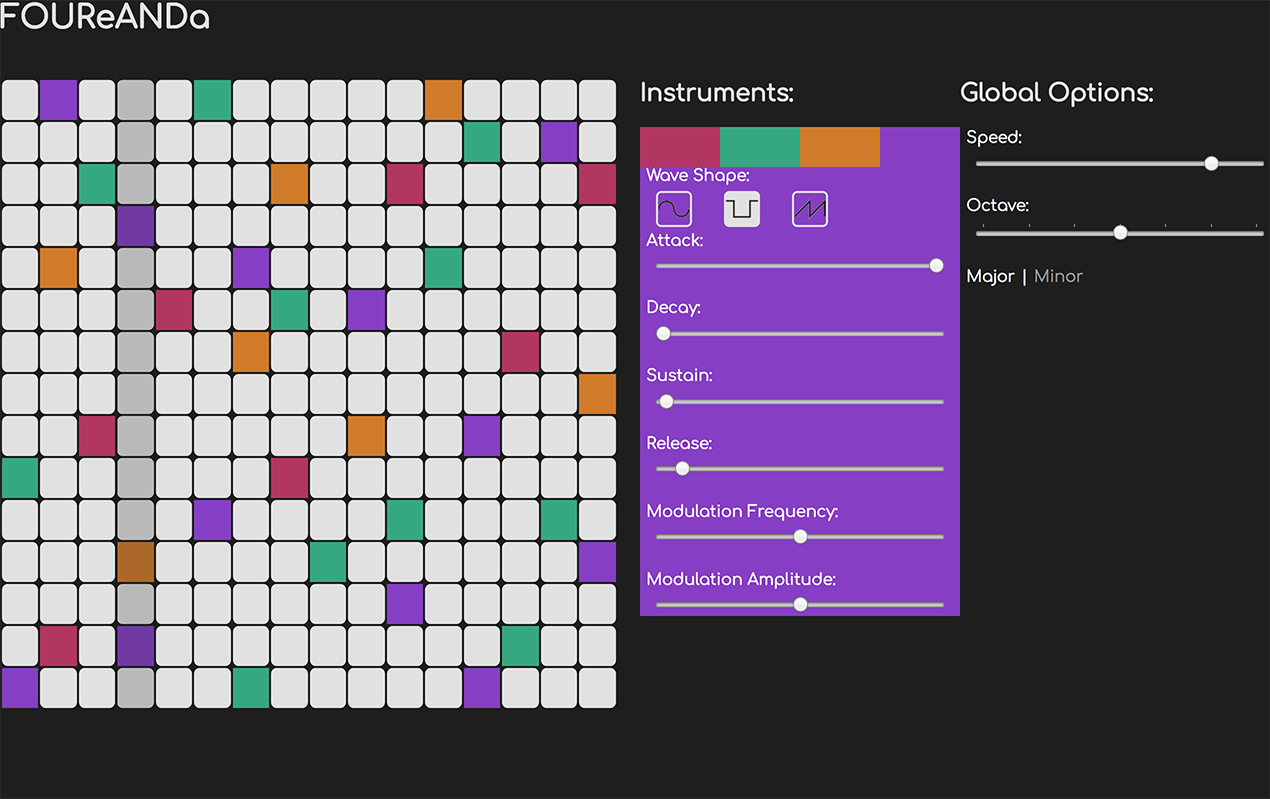 FOUReANDa
Instruments:
Wave Shape:
Attack:
Decay:
Sustain:
Release:
Modulation Frequency:
Modulation Amplitude:
Global Options:
Speed:
Octave:
Major | Minor